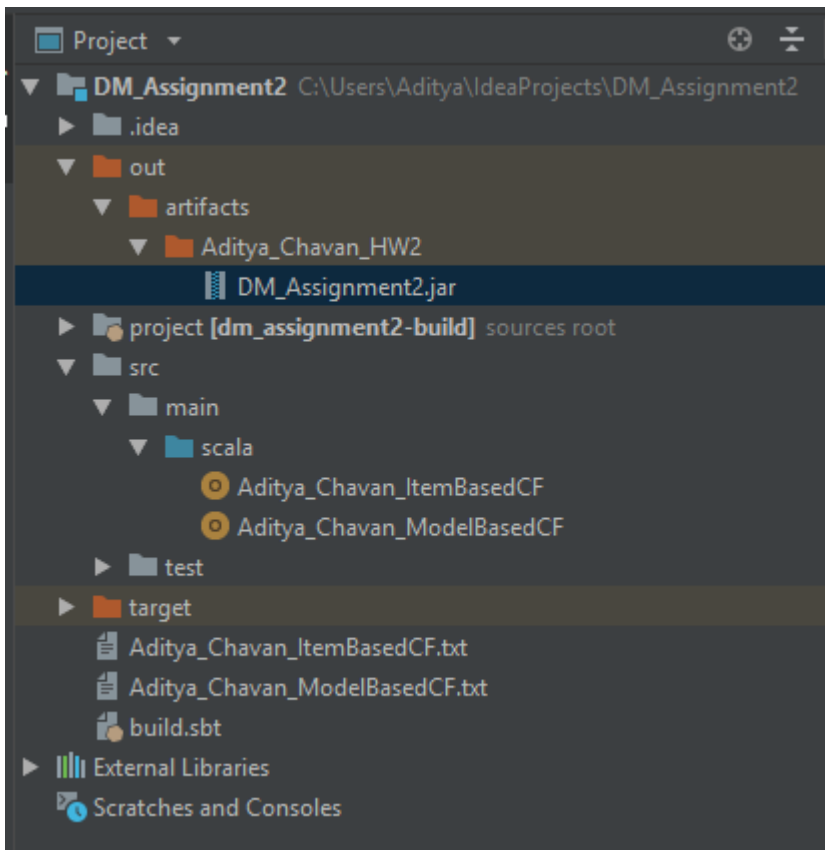 Project
DM_Assignment2 C:\Users\Aditya\IdeaProjects\DM_Assignment2
.idea
out
artifacts
Aditya_Chavan_HW2
DM_Assignment2.jar
project [dm_assignment2-build] sources root
src
main
scala
Aditya_Chavan_ItemBasedCF
Aditya_Chavan_ModelBasedCF
test
target
Aditya_Chavan_ItemBasedCF.txt
Aditya_Chavan_ModelBasedCF.txt
build.sbt
External Libraries
Scratches and Consoles